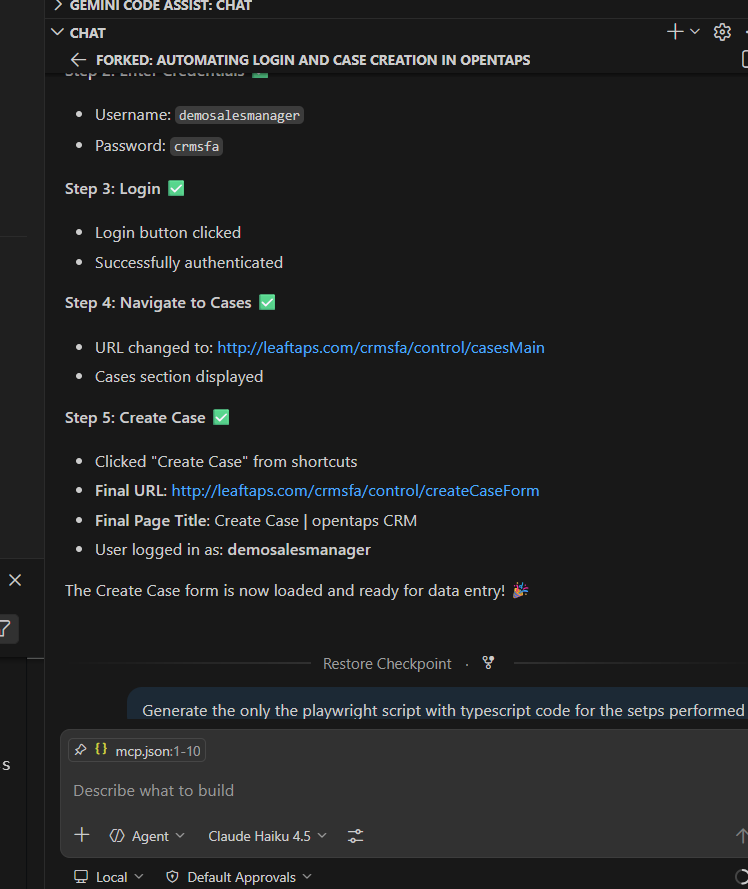 GEMINI CODE ASSIST: CHAT
CHAT
FORKED: AUTOMATING LOGIN AND CASE CREATION IN OPENTAPS
Step 2: Enter Credentials
Username: demosalesmanager
Password: crmsfa
Step 3: Login
Login button clicked
Successfully authenticated
Step 4: Navigate to Cases
URL changed to: http://leaftaps.com/crmsfa/control/casesMain
Cases section displayed
Step 5: Create Case
Clicked "Create Case" from shortcuts
Final URL: http://leaftaps.com/crmsfa/control/createCaseForm
Final Page Title: Create Case | opentaps CRM
User logged in as: demosalesmanager
The Create Case form is now loaded and ready for data entry! 🎉
Restore Checkpoint ·
Generate the only the playwright script with typescript code for the setps performed
s
{} mcp.json:1-10
Describe what to build
Agent
Claude Haiku 4.5
Local
Default Approvals